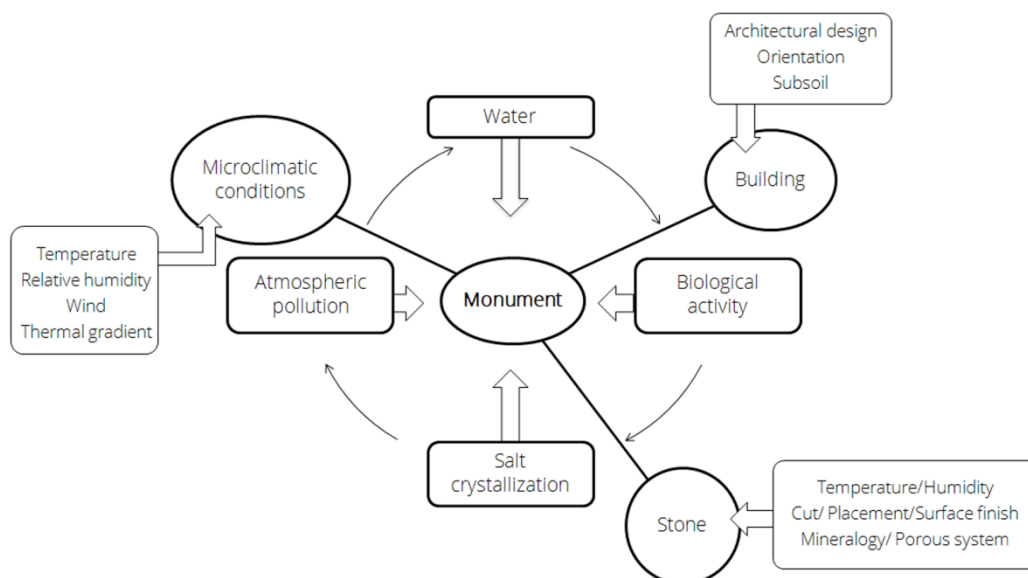 Architectural design
Orientation
Subsoil
Water
Microclimatic
conditions
Building
Temperature
Relative humidity
Wind
Thermal gradient
Atmospheric
pollution
Monument
Biological
activity
Salt
crystallization
Stone
Temperature/Humidity
Cut/ Placement/Surface finish
Mineralogy/ Porous system